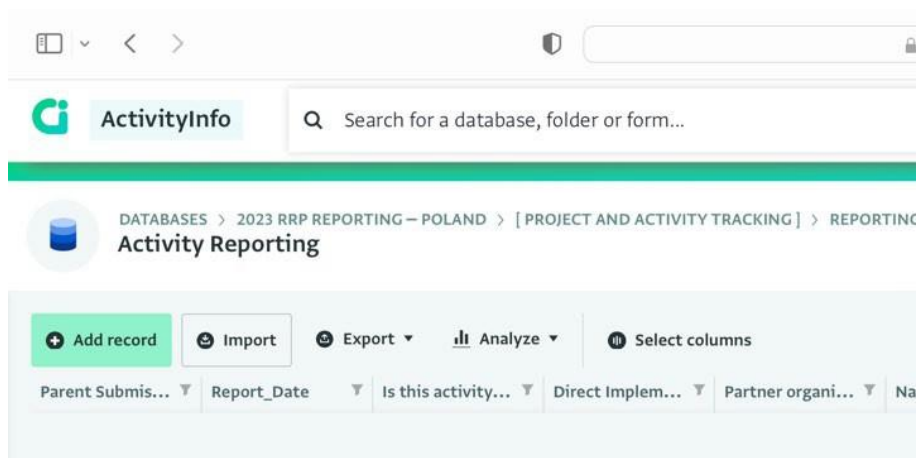 ActivityInfo
Search for a database, folder or form...
DATABASES > 2023 RRP REPORTING – POLAND > [ PROJECT AND ACTIVITY TRACKING ] > REPORTING
Activity Reporting
Add record Import Export Analyze Select columns
Parent Submis... Report_Date Is this activity... Direct Implem... Partner organi... Na